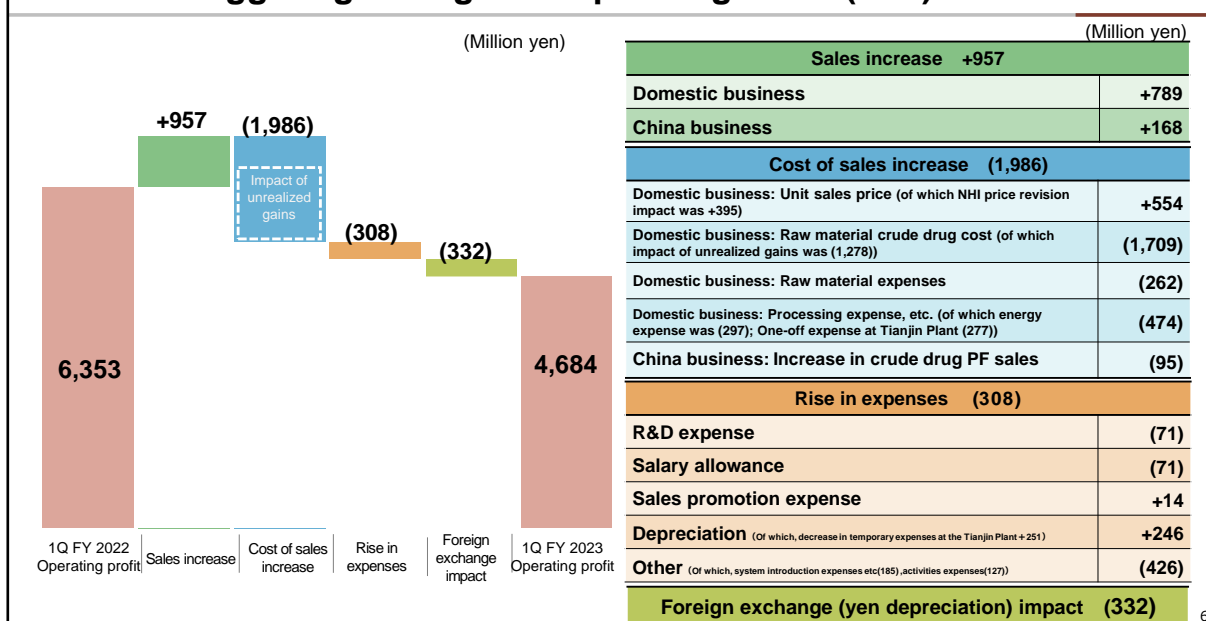 (Million yen)
+957
(1,986)
Impact of
unrealized
gains
(308)
(332)
6,353
4,684
1Q FY 2022
Operating profit
Sales increase
Cost of sales
increase
Rise in
expenses
Foreign
exchange
impact
1Q FY 2023
Operating profit
(Million yen)
Sales increase +957
Domestic business +789
China business +168
Cost of sales increase (1,986)
Domestic business: Unit sales price (of which NHI price revision
impact was +395) +554
Domestic business: Raw material crude drug cost (of which
impact of unrealized gains was (1,278)) (1,709)
Domestic business: Raw material expenses (262)
Domestic business: Processing expense, etc. (of which energy
expense was (297); One-off expense at Tianjin Plant (277)) (474)
China business: Increase in crude drug PF sales (95)
Rise in expenses (308)
R&D expense (71)
Salary allowance (71)
Sales promotion expense +14
Depreciation (Of which, decrease in temporary expenses at the Tianjin Plant+251) +246
Other (Of which, system introduction expenses etc(185),activities expenses(127)) (426)
Foreign exchange (yen depreciation) impact (332)
6